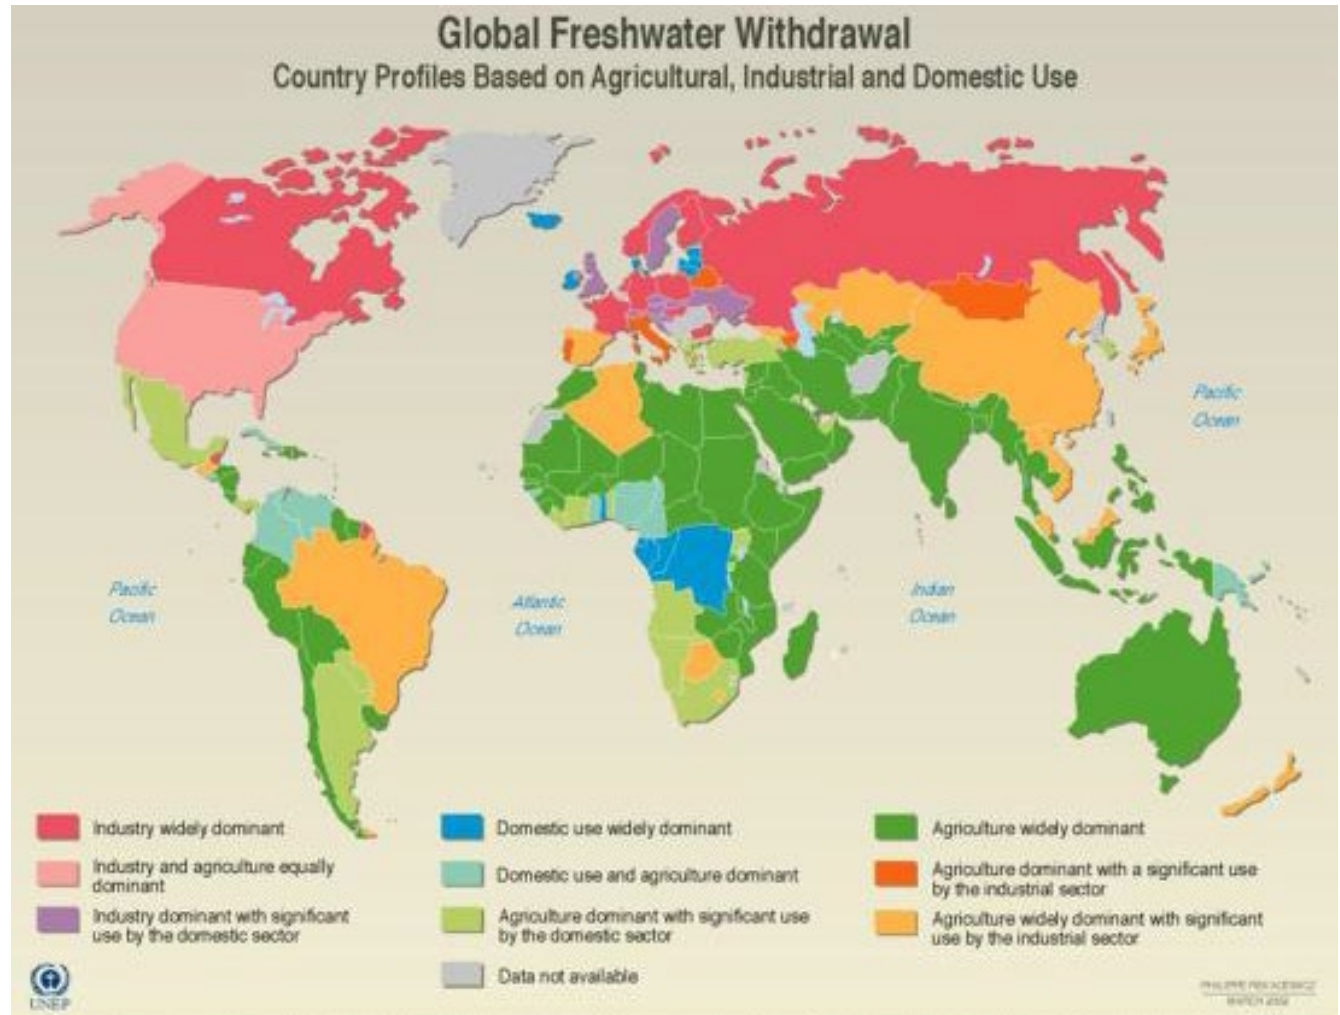 Global Freshwater Withdrawal
Country Profiles Based on Agricultural, Industrial and Domestic Use
Pacific
Ocean
Pacific
Ocean
Atlantic
Ocean
Indian
Ocean
Industry widely dominant
Industry and agriculture equally
dominant
Industry dominant with significant
use by the domestic sector
Domestic use widely dominant
Domestic use and agriculture dominant
Agriculture dominant with significant use
by the domestic sector
Data not available
Agriculture widely dominant
Agriculture dominant with a significant use
by the industrial sector
Agriculture widely dominant with significant
use by the industrial sector
UNEP
PHILIPPE REKACEWICZ
MARCH 2002